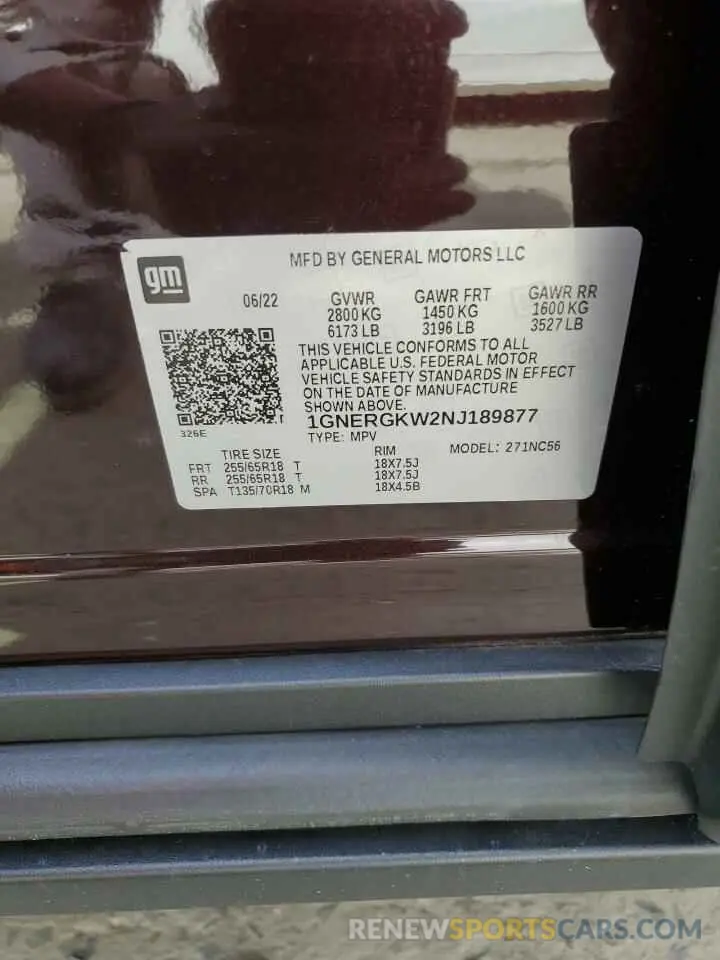 gm
MFD BY GENERAL MOTORS LLC
06/22
GVWR GAWR FRT GAWR RR
2800 KG 1450 KG 1600 KG
6173 LB 3196 LB 3527 LB
THIS VEHICLE CONFORMS TO ALL
APPLICABLE U.S. FEDERAL MOTOR
VEHICLE SAFETY STANDARDS IN EFFECT
ON THE DATE OF MANUFACTURE
SHOWN ABOVE.
326E
1GNERGKW2NJ189877
TYPE: MPV MODEL: 271NC56
TIRE SIZE RIM
FRT 255/65R18 T 18X7.5J
RR 255/65R18 T 18X7.5J
SPA T135/70R18 M 18X4.5B
RENEWSPORTSCARS.COM